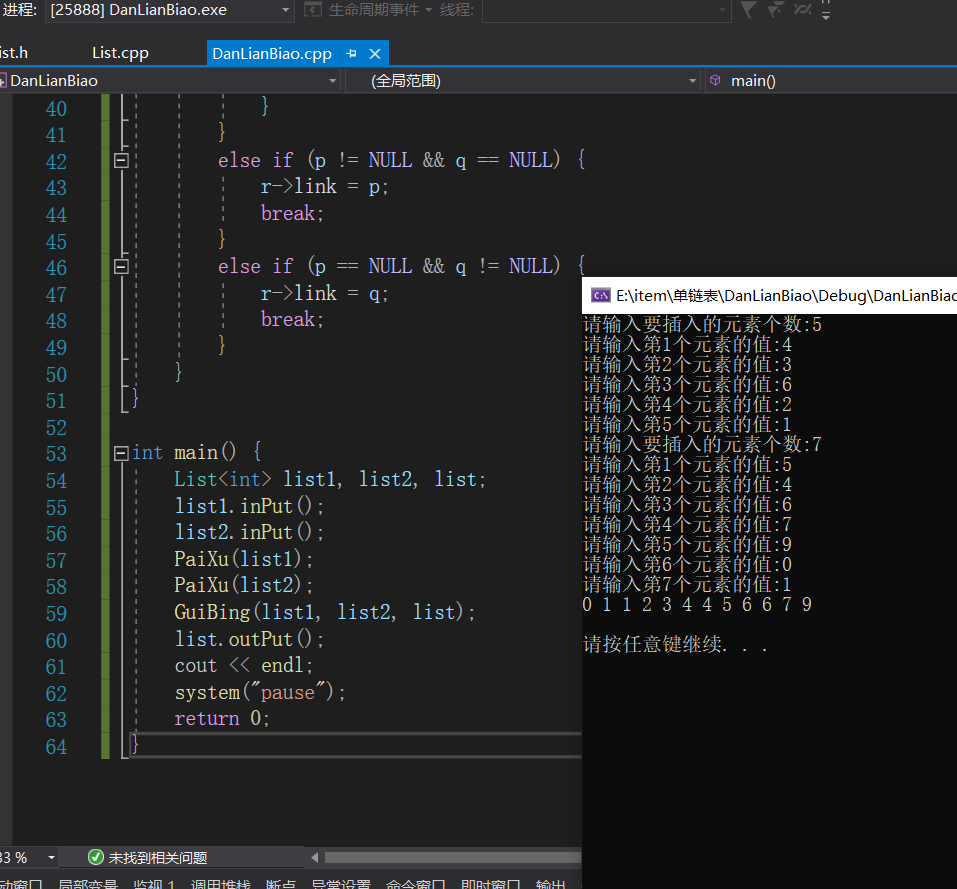 进程: [25888] DanLianBiao.exe 生命周期事件 线程:
ist.h List.cpp DanLianBiao.cpp
DanLianBiao (全局范围) main()
40 }
41 }
42 else if (p != NULL && q == NULL) {
43 r->link = p;
44 break;
45 }
46 else if (p == NULL && q != NULL) {
47 r->link = q;
48 break;
49 }
50 }
51 }
52
53 int main() {
54 List<int> list1, list2, list;
55 list1.inPut();
56 list2.inPut();
57 PaiXu(list1);
58 PaiXu(list2);
59 GuiBing(list1, list2, list);
60 list.outPut();
61 cout << endl;
62 system("pause");
63 return 0;
64 }
E:\item\单链表\DanLianBiao\Debug\DanLianBiao
请输入要插入的元素个数:5
请输入第1个元素的值:4
请输入第2个元素的值:3
请输入第3个元素的值:6
请输入第4个元素的值:2
请输入第5个元素的值:1
请输入要插入的元素个数:7
请输入第1个元素的值:5
请输入第2个元素的值:4
请输入第3个元素的值:6
请输入第4个元素的值:7
请输入第5个元素的值:9
请输入第6个元素的值:0
请输入第7个元素的值:1
0 1 1 2 3 4 4 5 6 6 7 9
请按任意键继续. . .
33 % 未找到相关问题
动窗口 局部变量 监视 1 调用堆栈 断点 异常设置 命令窗口 即时窗口 输出